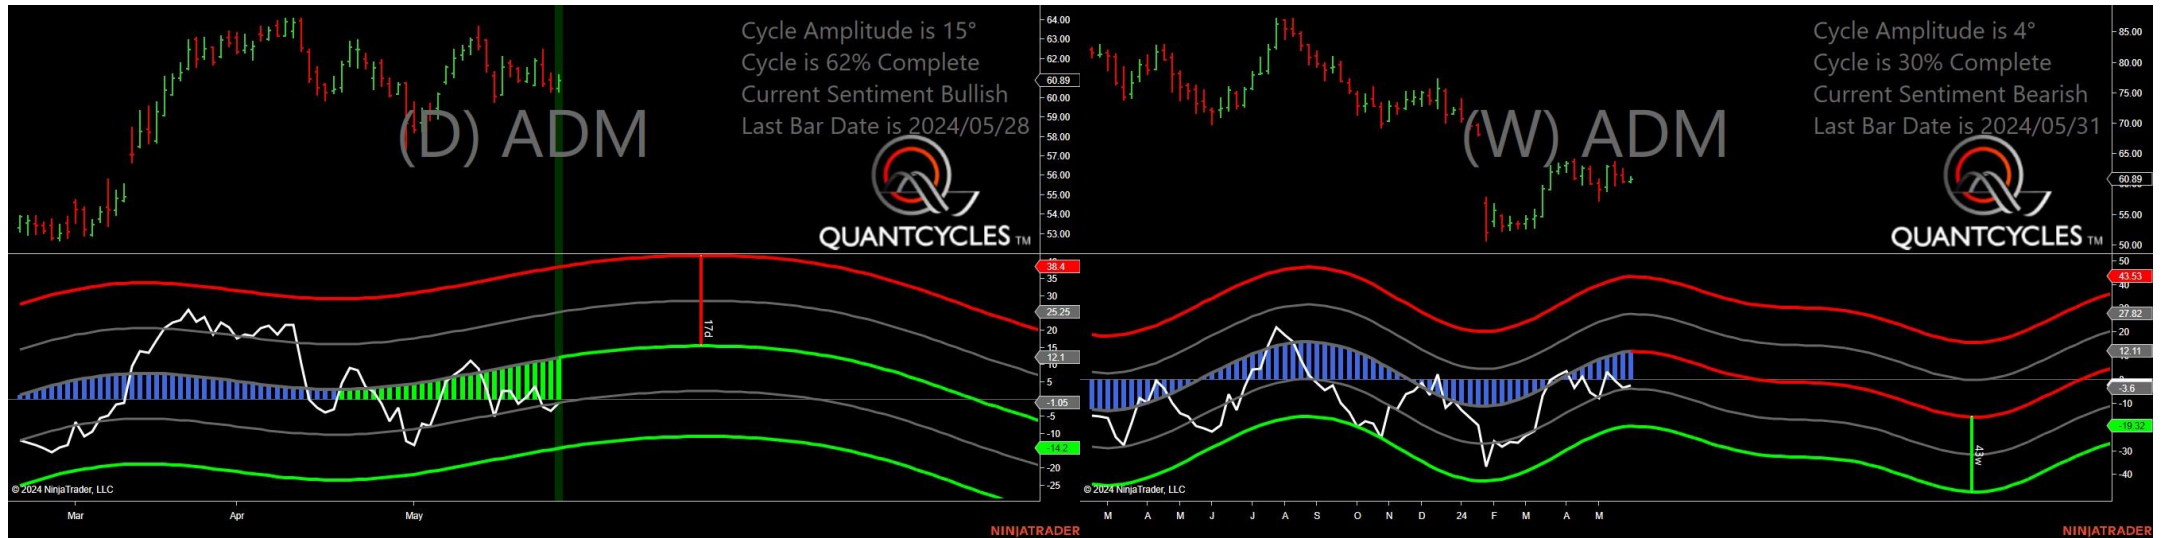 Cycle Amplitude is 15°
Cycle is 62% Complete
Current Sentiment Bullish
Last Bar Date is 2024/05/28
(D) ADM
QUANTCYCLES TM
64.00
63.00
62.00
60.89
60.00
59.00
58.00
57.00
56.00
55.00
54.00
53.00
38.4
35
30
25.25
20
15
12.1
10
5
-1.05
-5
-10
-14.2
-20
-25
17d
© 2024 NinjaTrader, LLC
Mar
Apr
May
NINJATRADER
Cycle Amplitude is 4°
Cycle is 30% Complete
Current Sentiment Bearish
Last Bar Date is 2024/05/31
(W) ADM
QUANTCYCLES TM
85.00
80.00
75.00
70.00
65.00
60.89
55.00
50.00
50
43.53
40
27.82
20
12.11
-3.6
-10
-19.32
-30
-40
43w
© 2024 NinjaTrader, LLC
M A M J J A S O N D 24 F M A M
NINJATRADER